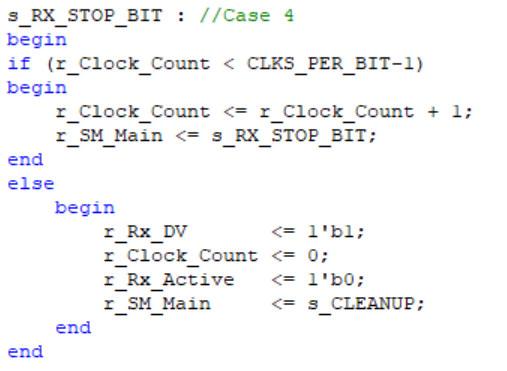 s_RX_STOP_BIT : //Case 4
begin
if (r_Clock_Count < CLKS_PER_BIT-1)
begin
    r_Clock_Count <= r_Clock_Count + 1;
    r_SM_Main <= s_RX_STOP_BIT;
end
else
    begin
        r_Rx_DV       <= 1'b1;
        r_Clock_Count <= 0;
        r_Rx_Active   <= 1'b0;
        r_SM_Main     <= s_CLEANUP;
    end
end